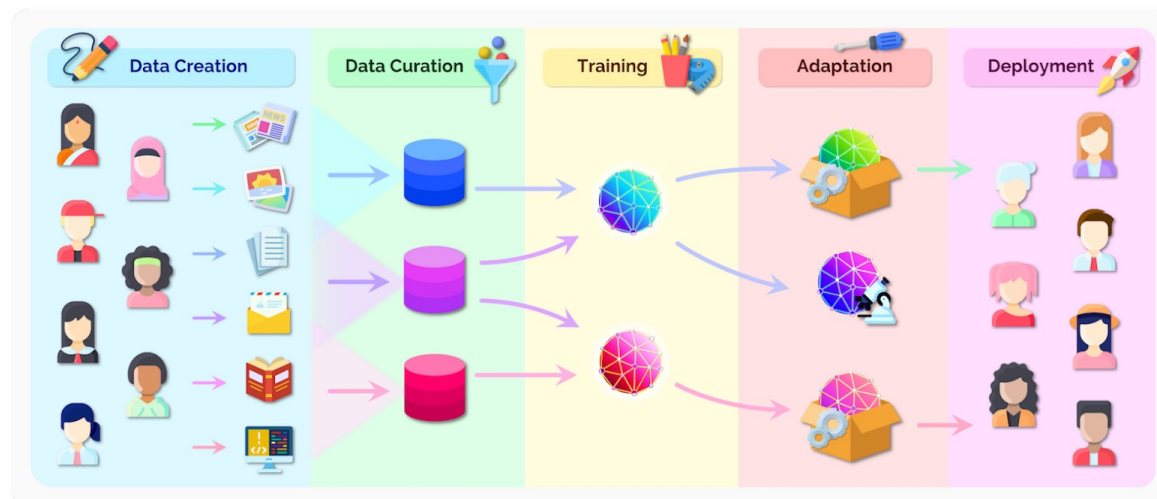 Data Creation
Data Curation
Training
Adaptation
Deployment
NEWS